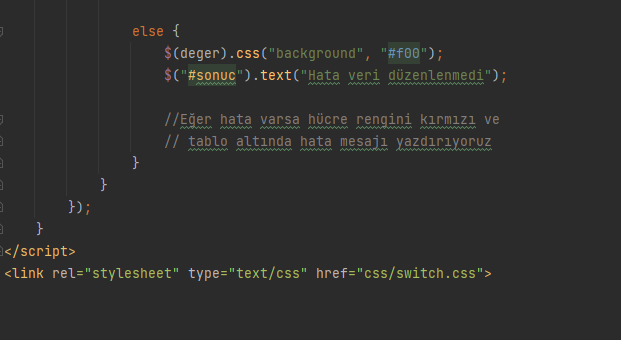 else {
$(deger).css("background", "#f00");
$("#sonuc").text("Hata veri düzenlenmedi");
//Eğer hata varsa hücre rengini kırmızı ve
// tablo altında hata mesajı yazdırıyoruz
}
}
});
}
</script>
<link rel="stylesheet" type="text/css" href="css/switch.css">